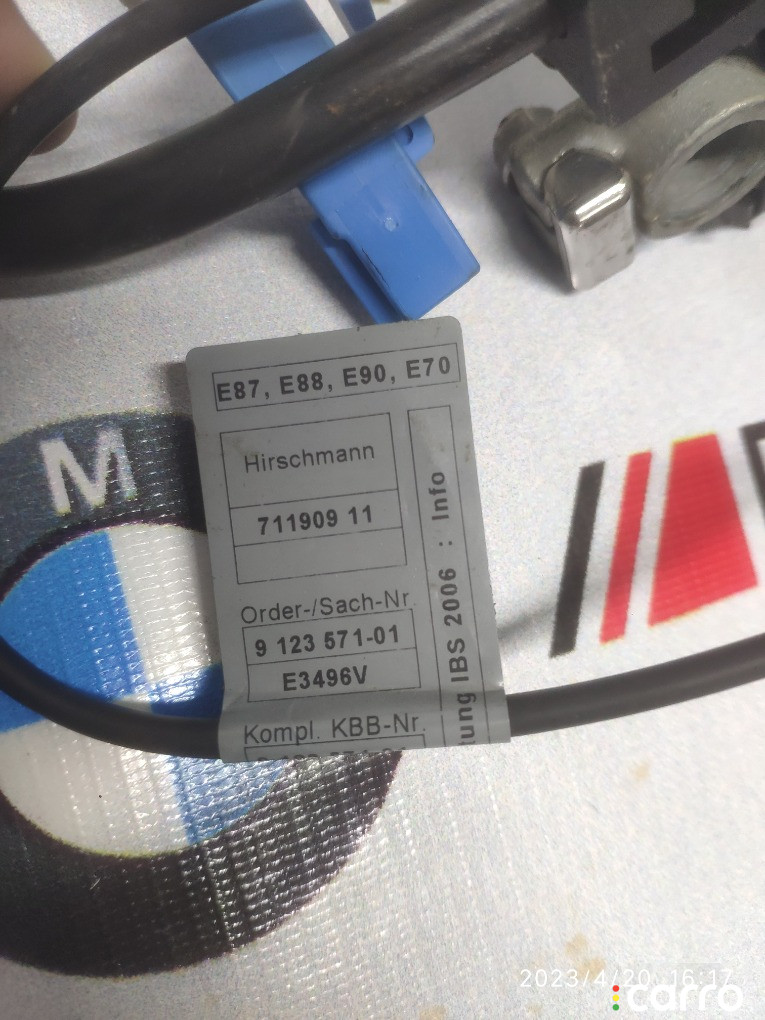 E87, E88, E90, E70
Hirschmann
711909 11
Order-/Sach-Nr.
9 123 571-01
E3496V
Kompl. KBB-Nr.
tung IBS 2006 : Info
M
2023/4/20 16:17
carro